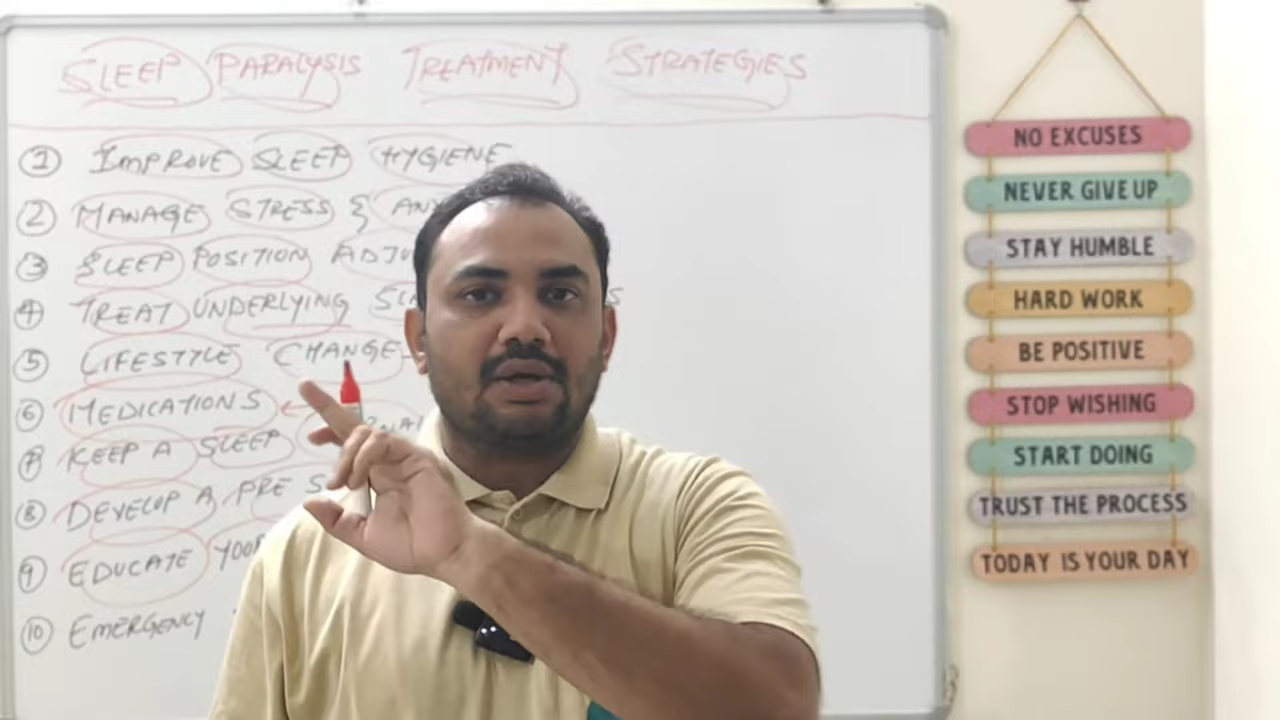 SLEEP PARALYSIS TREATMENT STRATEGIES
① IMPROVE SLEEP HYGIENE
② MANAGE STRESS &
③ SLEEP POSITION
④ TREAT UNDERLYING
⑤ LIFESTYLE CHANGE
⑥ MEDICATIONS
⑦ KEEP A SLEEP
⑧ DEVELOP A PRE
⑨ EDUCATE
⑩ EMERGENCY
NO EXCUSES
NEVER GIVE UP
STAY HUMBLE
HARD WORK
BE POSITIVE
STOP WISHING
START DOING
TRUST THE PROCESS
TODAY IS YOUR DAY